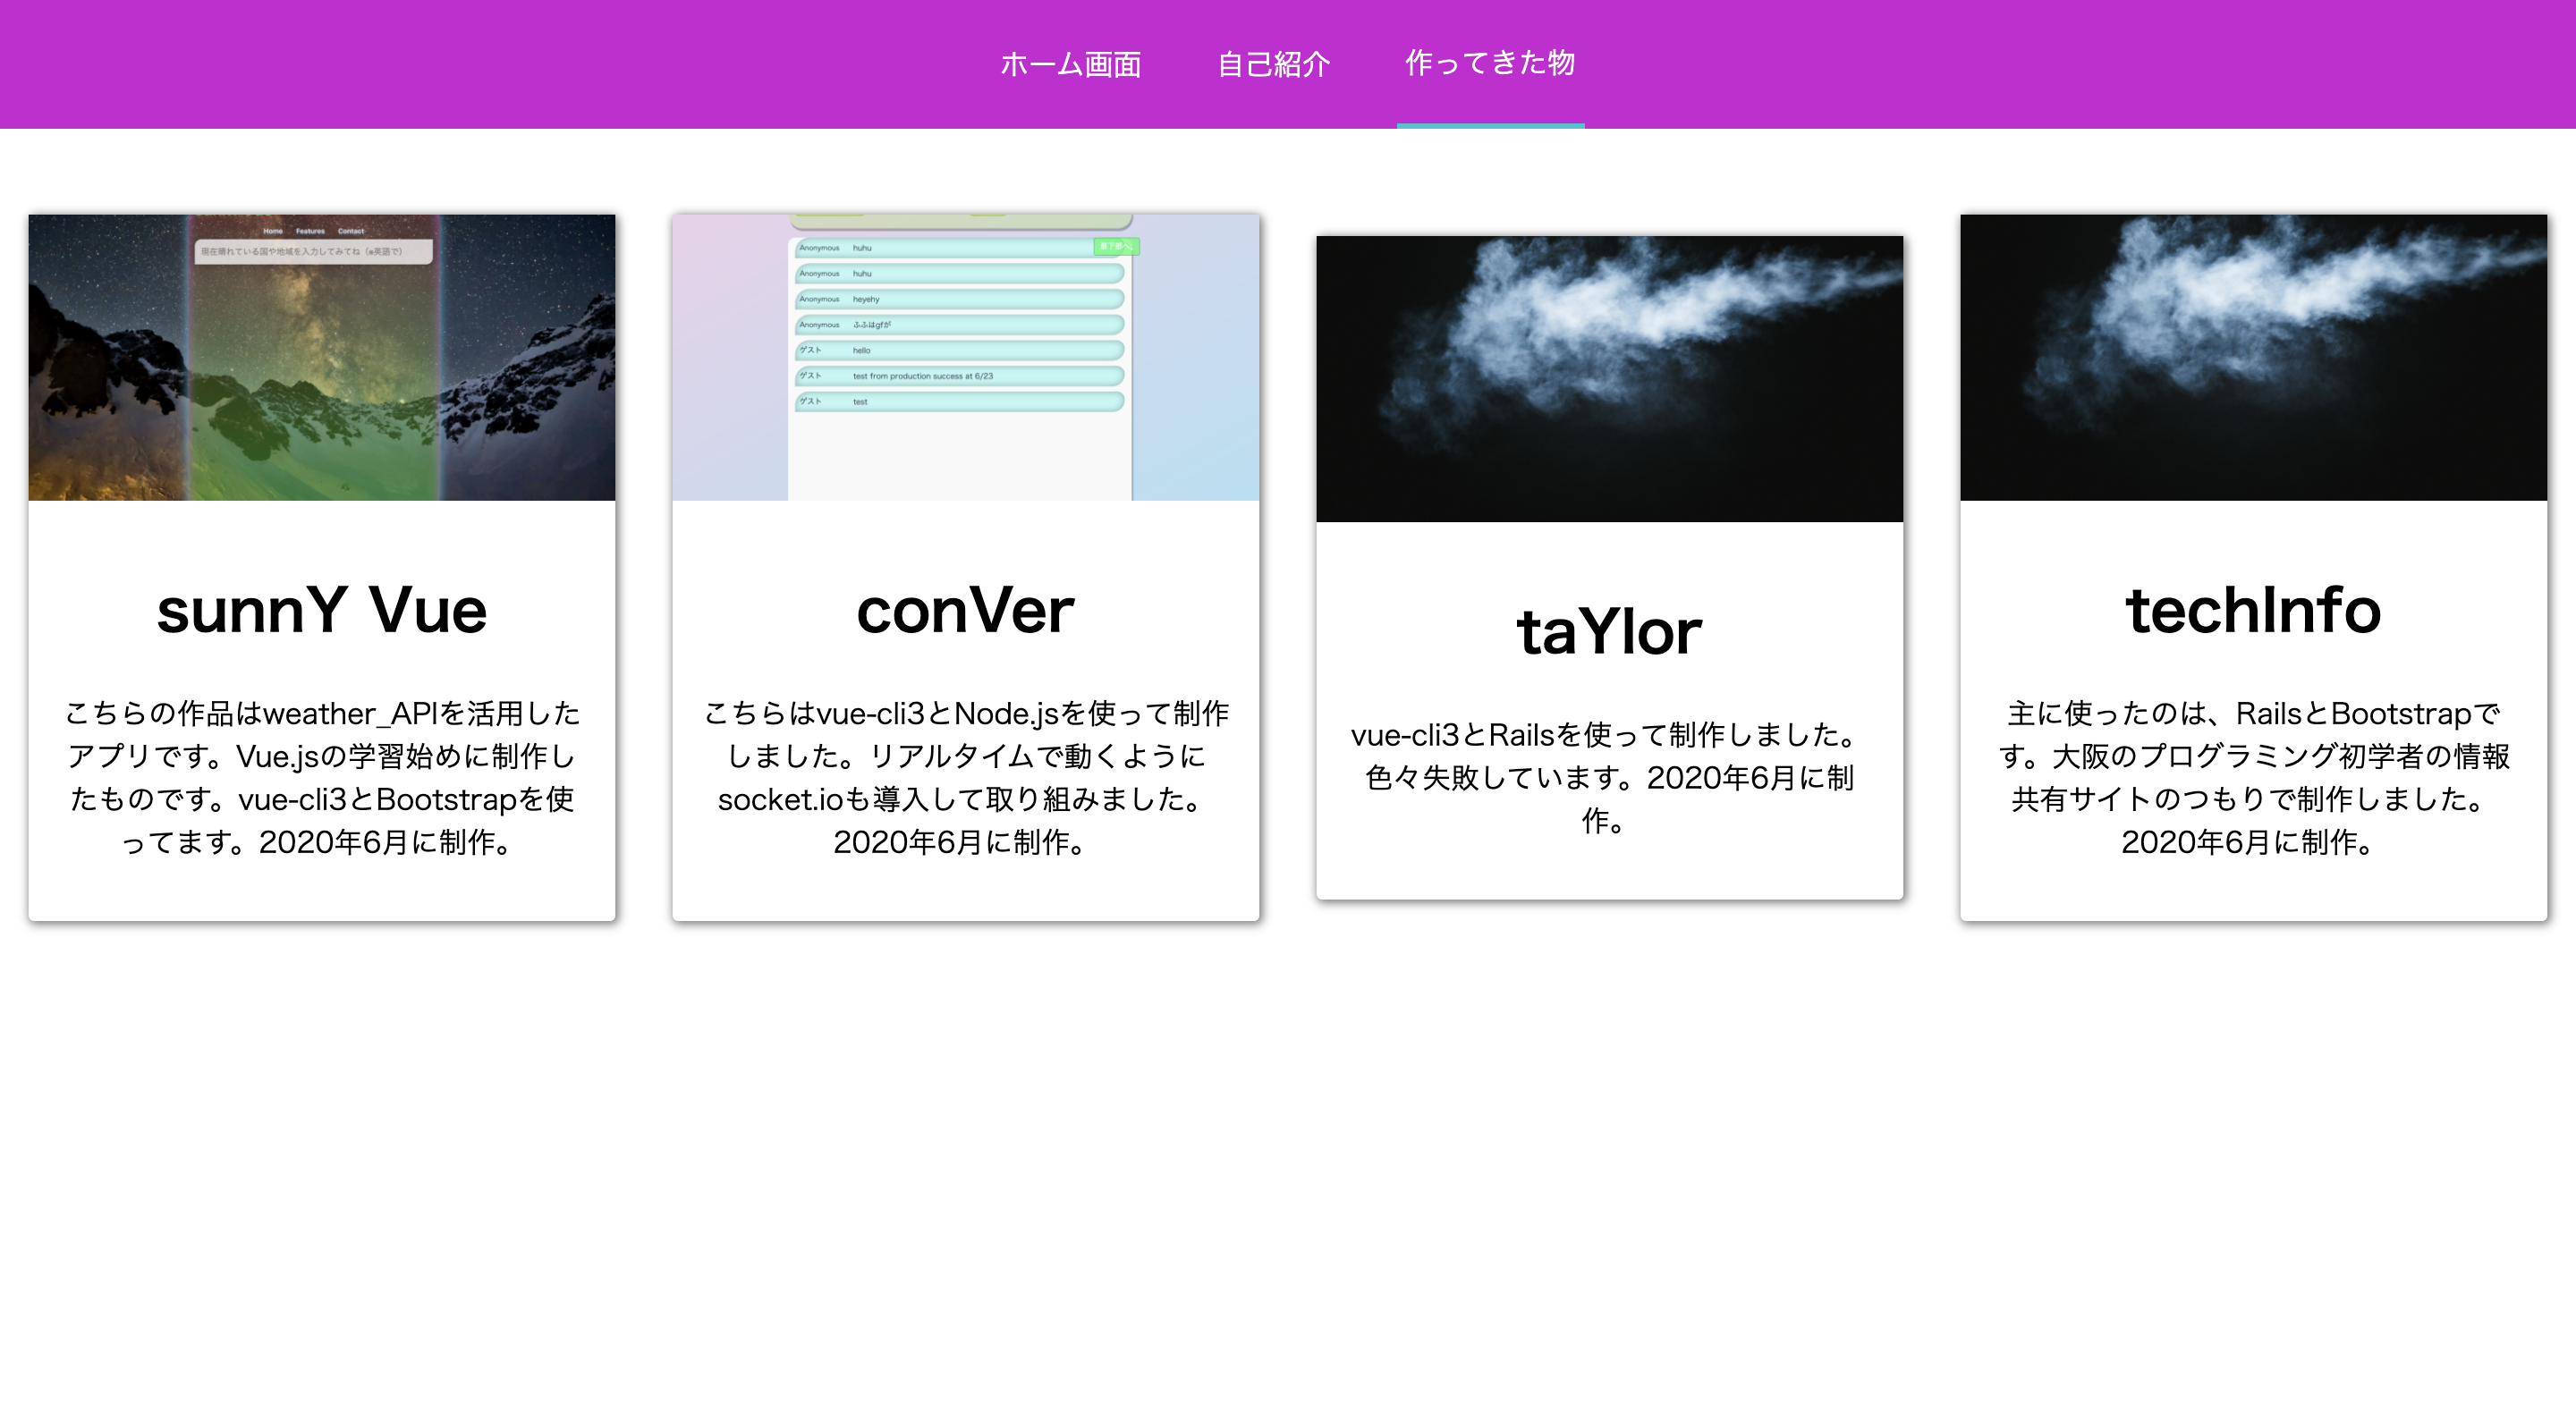 ホーム画面 自己紹介 作ってきた物
Home Features Contact
現在晴れている国や地域を入力してみてね（※英語で）
Anonymous huhu
Anonymous huhu
Anonymous heyehy
Anonymous ふふはgfが
ゲスト hello
ゲスト test from production success at 6/23
ゲスト test
sunnY Vue
こちらの作品はweather_APIを活用した
アプリです。Vue.jsの学習始めに制作し
たものです。vue-cli3とBootstrapを使
ってます。2020年6月に制作。
conVer
こちらはvue-cli3とNode.jsを使って制作
しました。リアルタイムで動くように
socket.ioも導入して取り組みました。
2020年6月に制作。
taYlor
vue-cli3とRailsを使って制作しました。
色々失敗しています。2020年6月に制
作。
techInfo
主に使ったのは、RailsとBootstrapで
す。大阪のプログラミング初学者の情報
共有サイトのつもりで制作しました。
2020年6月に制作。